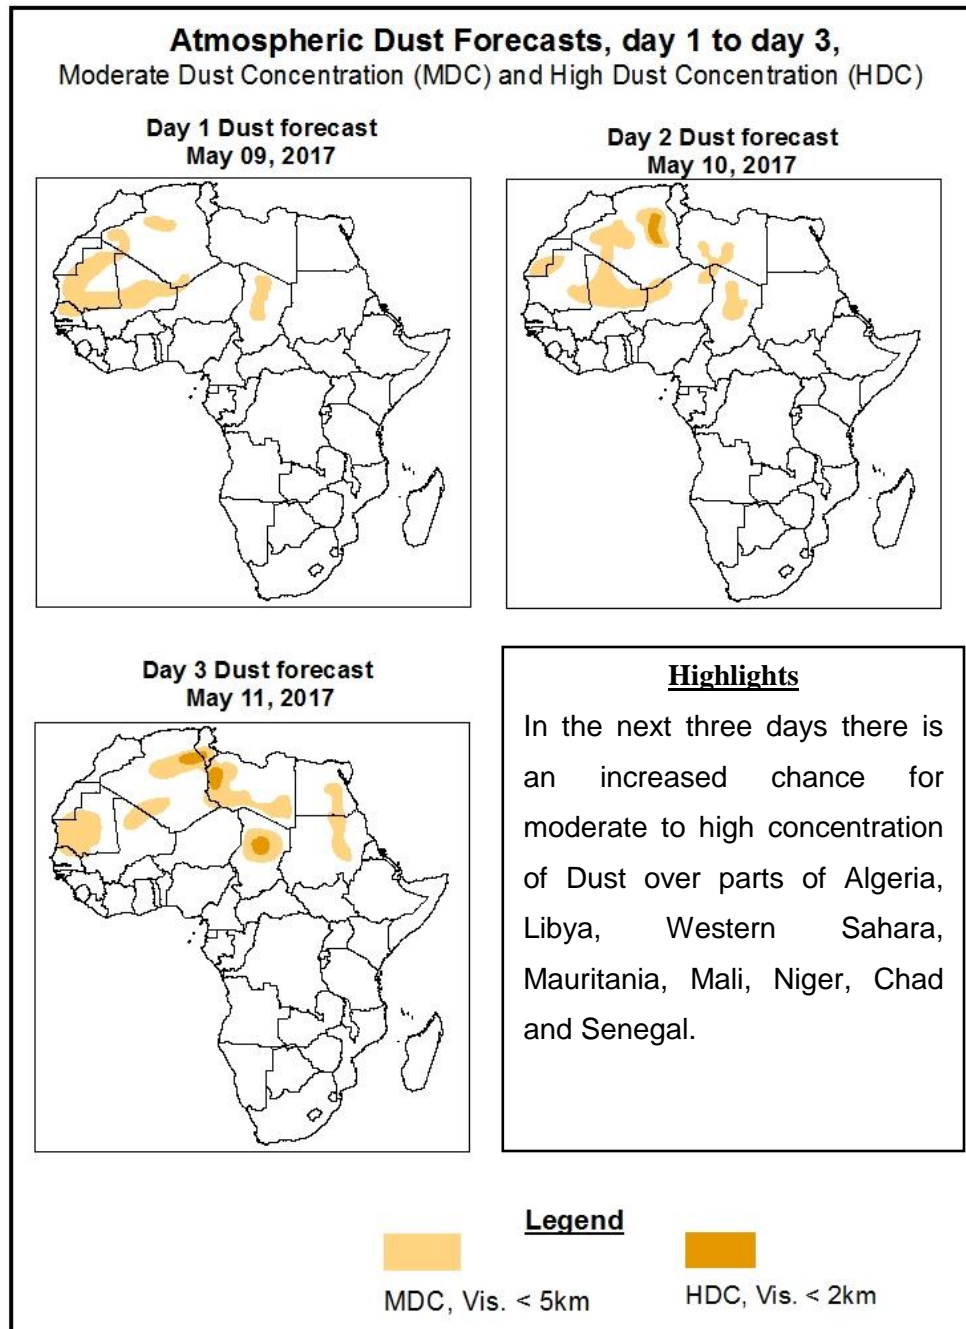 Atmospheric Dust Forecasts, day 1 to day 3,
Moderate Dust Concentration (MDC) and High Dust Concentration (HDC)
Day 1 Dust forecast
May 09, 2017
Day 2 Dust forecast
May 10, 2017
Day 3 Dust forecast
May 11, 2017
Highlights
In the next three days there is
an increased chance for
moderate to high concentration
of Dust over parts of Algeria,
Libya, Western Sahara,
Mauritania, Mali, Niger, Chad
and Senegal.
Legend
MDC, Vis. < 5km
HDC, Vis. < 2km